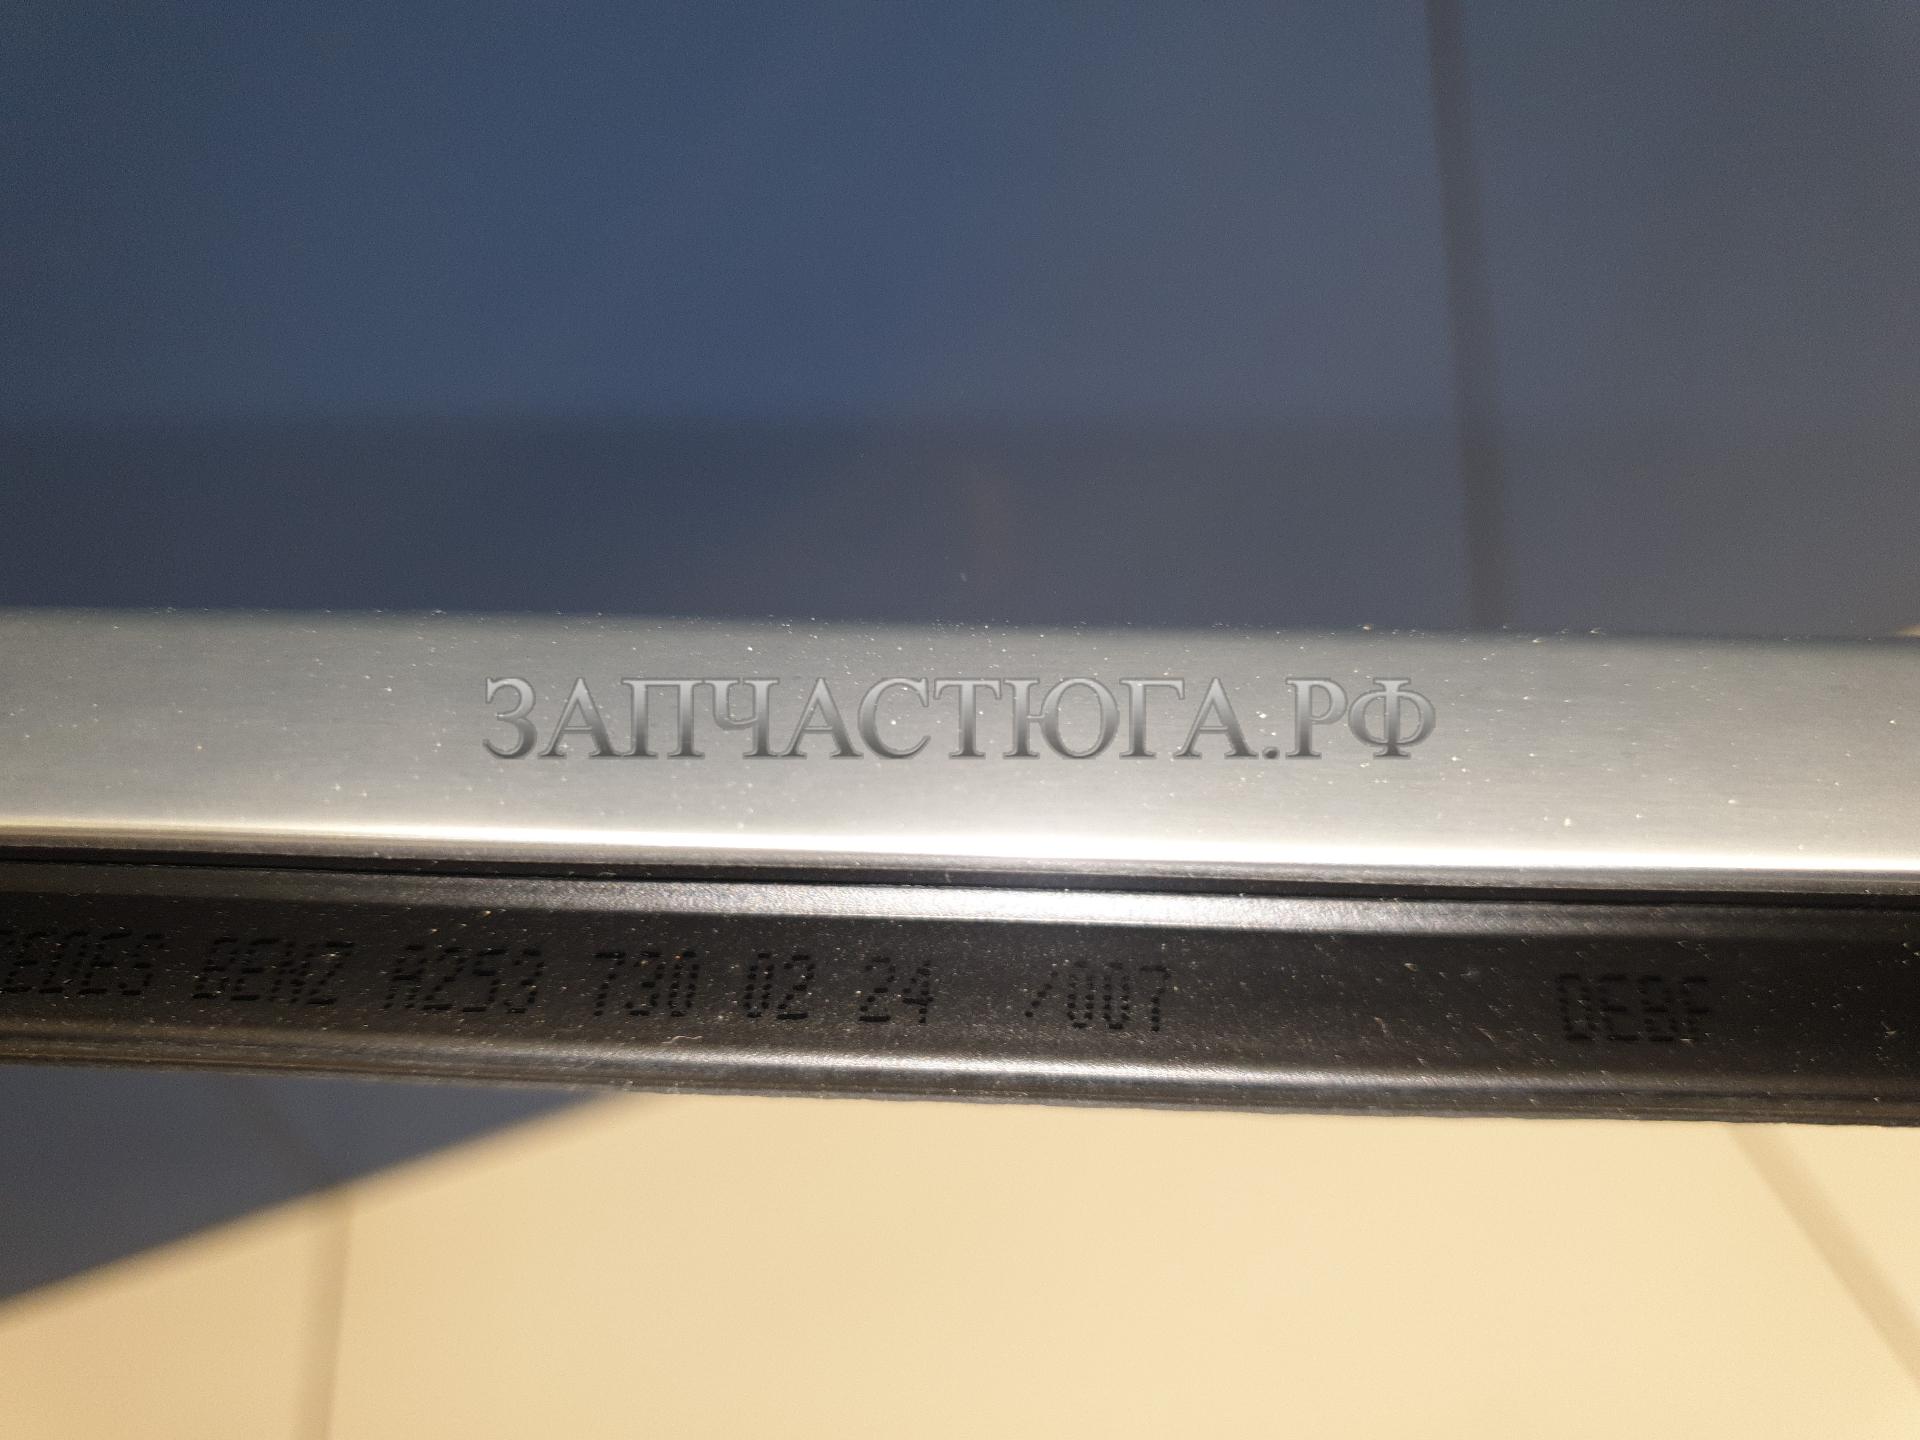 ЗАПЧАСТЮГА.РФ
EDES BENZ A253 730 02 24 /007 DEBF